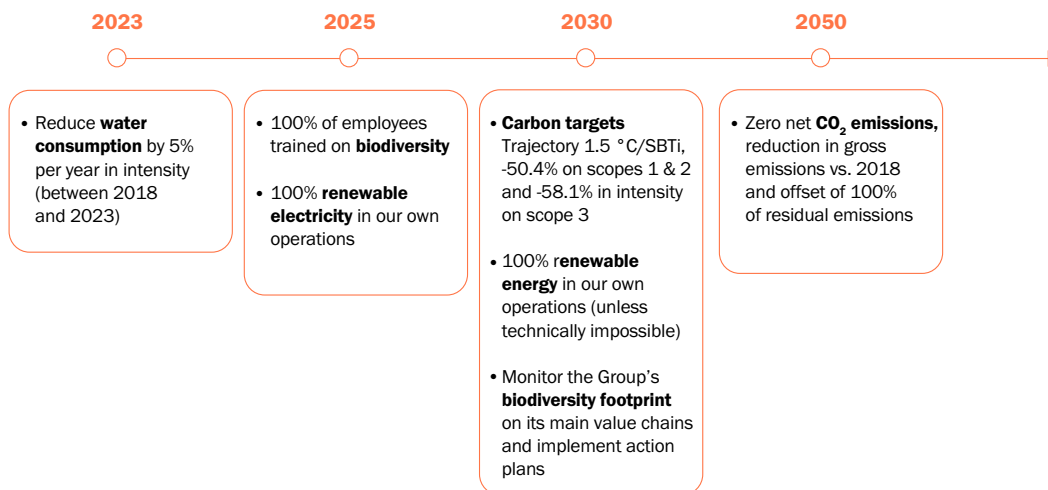 2023
2025
2030
2050
• Reduce water
consumption by 5%
per year in intensity
(between 2018
and 2023)
• 100% of employees
trained on biodiversity
• 100% renewable
electricity in our own
operations
• Carbon targets
Trajectory 1.5 °C/SBTi,
-50.4% on scopes 1 & 2
and -58.1% in intensity
on scope 3
• 100% renewable
energy in our own
operations (unless
technically impossible)
• Monitor the Group’s
biodiversity footprint
on its main value chains
and implement action
plans
• Zero net CO₂ emissions,
reduction in gross
emissions vs. 2018
and offset of 100%
of residual emissions